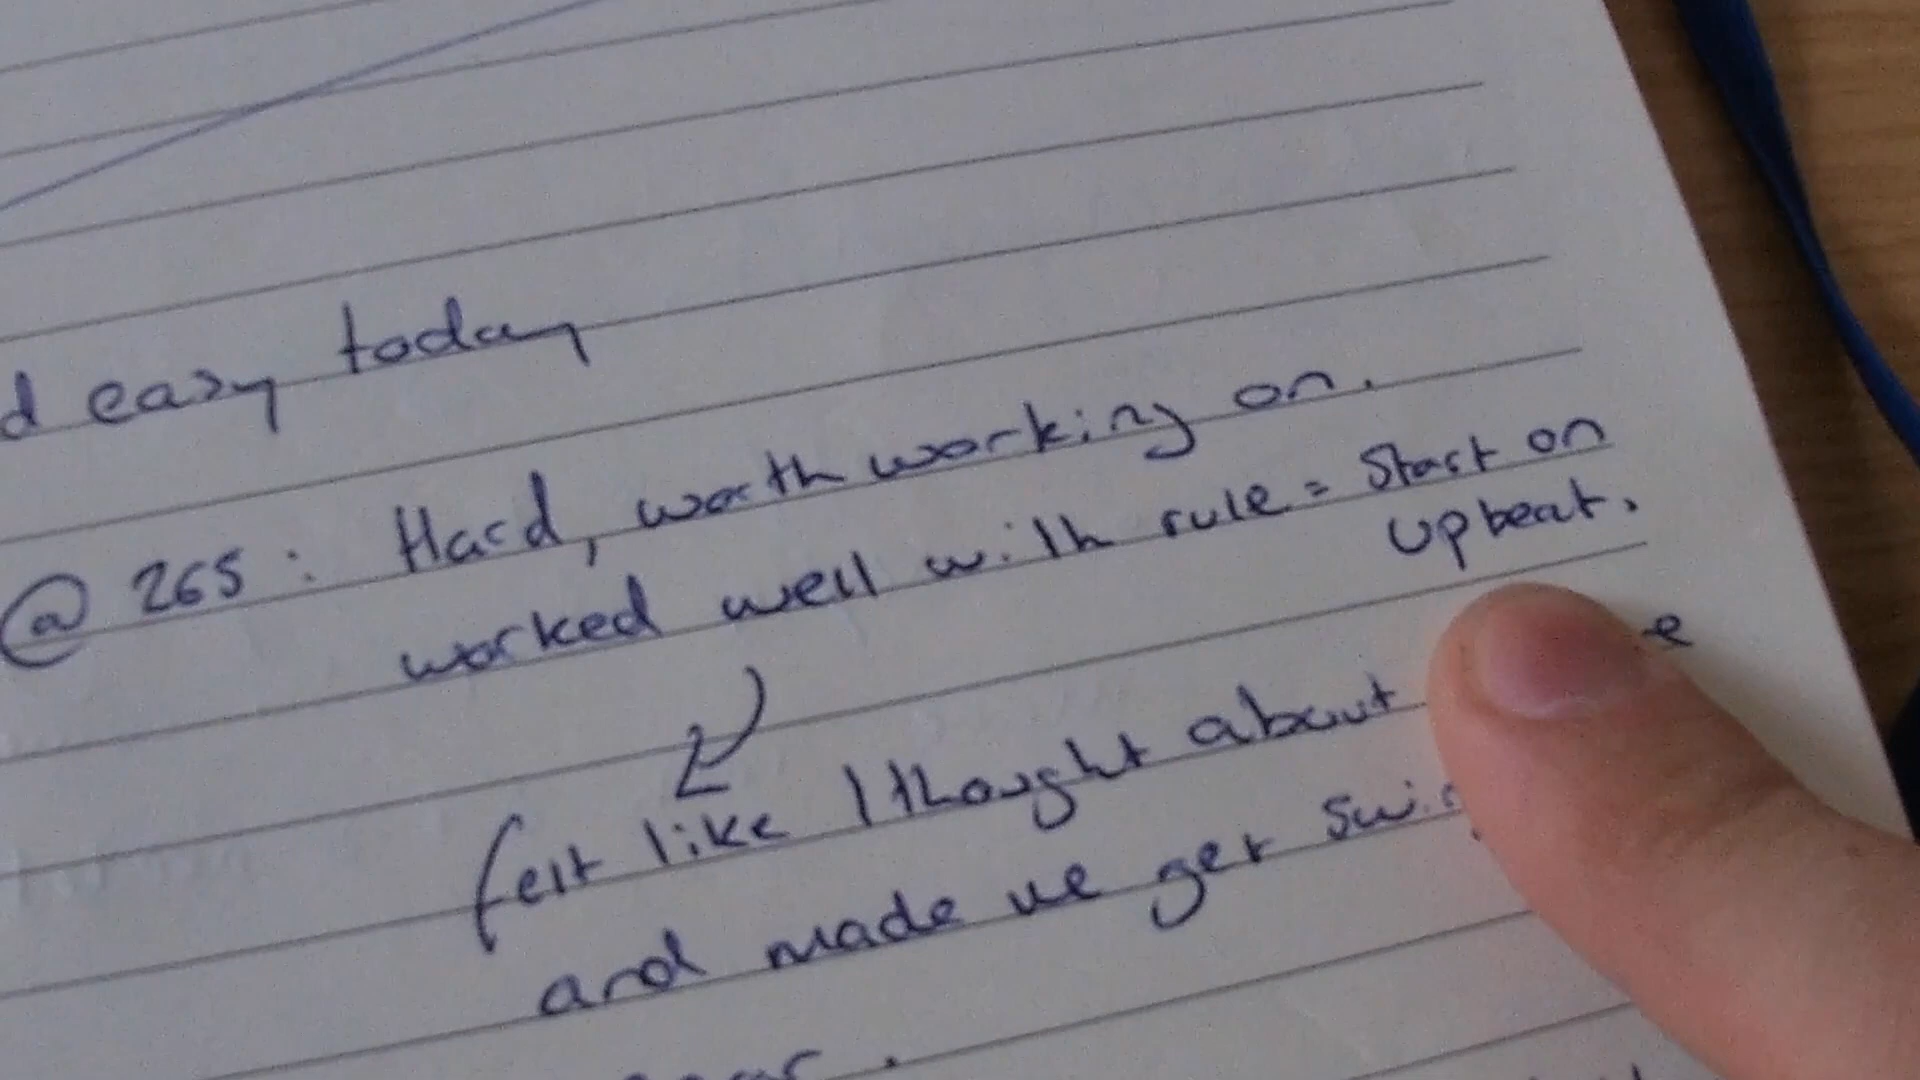 d easy today
@ 265 : Hard, worth working on.
worked well with rule = Start on
upbeat.
felt like I thought about
and made me get